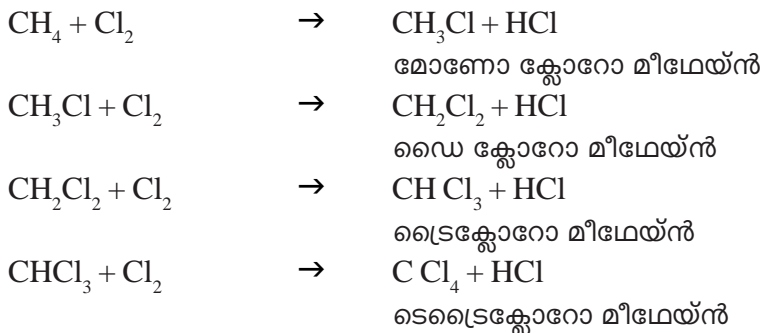 CH₄ + Cl₂ → CH₃Cl + HCl
മോണോ ക്ലോറോ മീഥേയ്ൻ
CH₃Cl + Cl₂ → CH₂Cl₂ + HCl
ഡൈ ക്ലോറോ മീഥേയ്ൻ
CH₂Cl₂ + Cl₂ → CH Cl₃ + HCl
ട്രൈക്ലോറോ മീഥേയ്ൻ
CHCl₃ + Cl₂ → C Cl₄ + HCl
ടെട്രൈക്ലോറോ മീഥേയ്ൻ